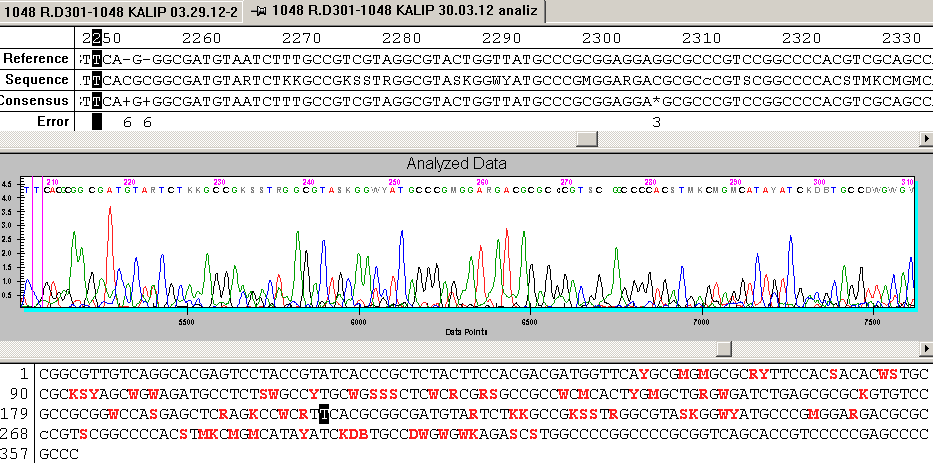 1048 R.D301-1048 KALIP 03.29.12-2 1048 R.D301-1048 KALIP 30.03.12 analiz
2250 2260 2270 2280 2290 2300 2310 2320 2330
Reference :TTCA-G-GGCGATGTAATCTTTGCCGTCGTAGGCGTACTGGTTATGCCCGCGGAGGAGGCGCCCGTCCGGCCCCACGTCGCAGCC
Sequence :TTCACGCGGCGATGTARTCTKKGCCGKSSTRGGCGTASKGGWYATGCCCGMGGARGACGCGCcCGTSCGGCCCCACSTMKCMGMC
Consensus :TTCA+G+GGCGATGTAATCTTTGCCGTCGTAGGCGTACTGGTTATGCCCGCGGAGGA*GCGCCCGTCCGGCCCCACGTCGCAGCC
Error 6 6 3
Analyzed Data
210 220 230 240 250 260 270 280 290 300 310
TTCACGCGGCGATGTARTCTKKGCCGKSSTRGGCGTASKGGWYATGCCCGMGGARGACGCGCcCGTSCGGCCCCACSTMKCMGMCATAYATCKDBTGCCDWGWGW
4.5
4.0
3.5
3.0
2.5
2.0
1.5
1.0
0.5
5500 6000 6500 7000 7500
Data Points
1 CGGCGTTGTCAGGCACGAGTCCTACCGTATCACCGCTCTACTTCCACGACGATGGTTCAYGCGMGMGCGCRYTTCCACSACACWSTGC
90 CGCKSYAGCWGWAGATGCGCTCTSWGCCYTGCWGSSSCTCWCRCGRSGCCGCCWCMCACTYGMGCTGRGWGATCTGAGCGCGCKGTGTCC
179 GCCGCGGWCCASGAGCTCRAGKCCWCRTTCACGCGGCGATGTARTCTKKGCCGKSSTRGGCGTASKGGWYATGCCCGMGGARGACGCGC
268 cCGTSCGGCCCCACSTMKCMGMCATAYATCKDBTGCCDWGWGWKAGASCSTGGCCCCGGCCCCGCGGTCAGCACCGTCCCCCGAGCCCC
357 GCCC